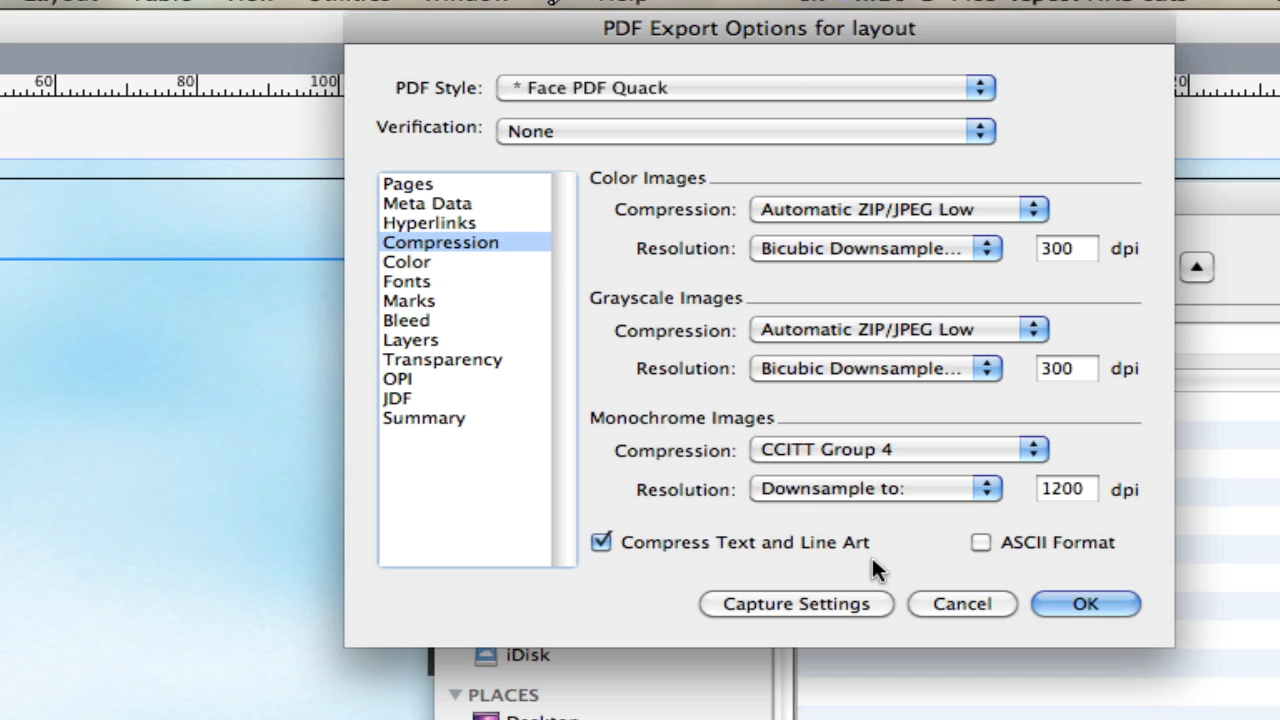 PDF Export Options for layout
60 80 100
PDF Style: * Face PDF Quack
Verification: None
Pages
Meta Data
Hyperlinks
Compression
Color
Fonts
Marks
Bleed
Layers
Transparency
OPI
JDF
Summary
Color Images
Compression: Automatic ZIP/JPEG Low
Resolution: Bicubic Downsample... 300 dpi
Grayscale Images
Compression: Automatic ZIP/JPEG Low
Resolution: Bicubic Downsample... 300 dpi
Monochrome Images
Compression: CCITT Group 4
Resolution: Downsample to: 1200 dpi
Compress Text and Line Art ASCII Format
Capture Settings Cancel OK
iDisk
PLACES
Desktop